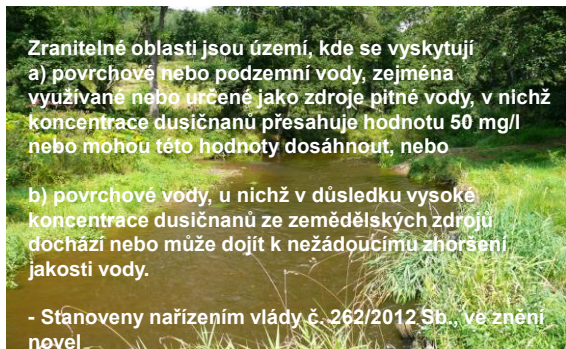 Zranitelné oblasti jsou území, kde se vyskytují
a) povrchové nebo podzemní vody, zejména
využívané nebo určené jako zdroje pitné vody, v nichž
koncentrace dusičnanů přesahuje hodnotu 50 mg/l
nebo mohou této hodnoty dosáhnout, nebo
b) povrchové vody, u nichž v důsledku vysoké
koncentrace dusičnanů ze zemědělských zdrojů
dochází nebo může dojít k nežádoucímu zhoršení
jakosti vody.
- Stanoveny nařízením vlády č. 262/2012 Sb., ve znění
novel